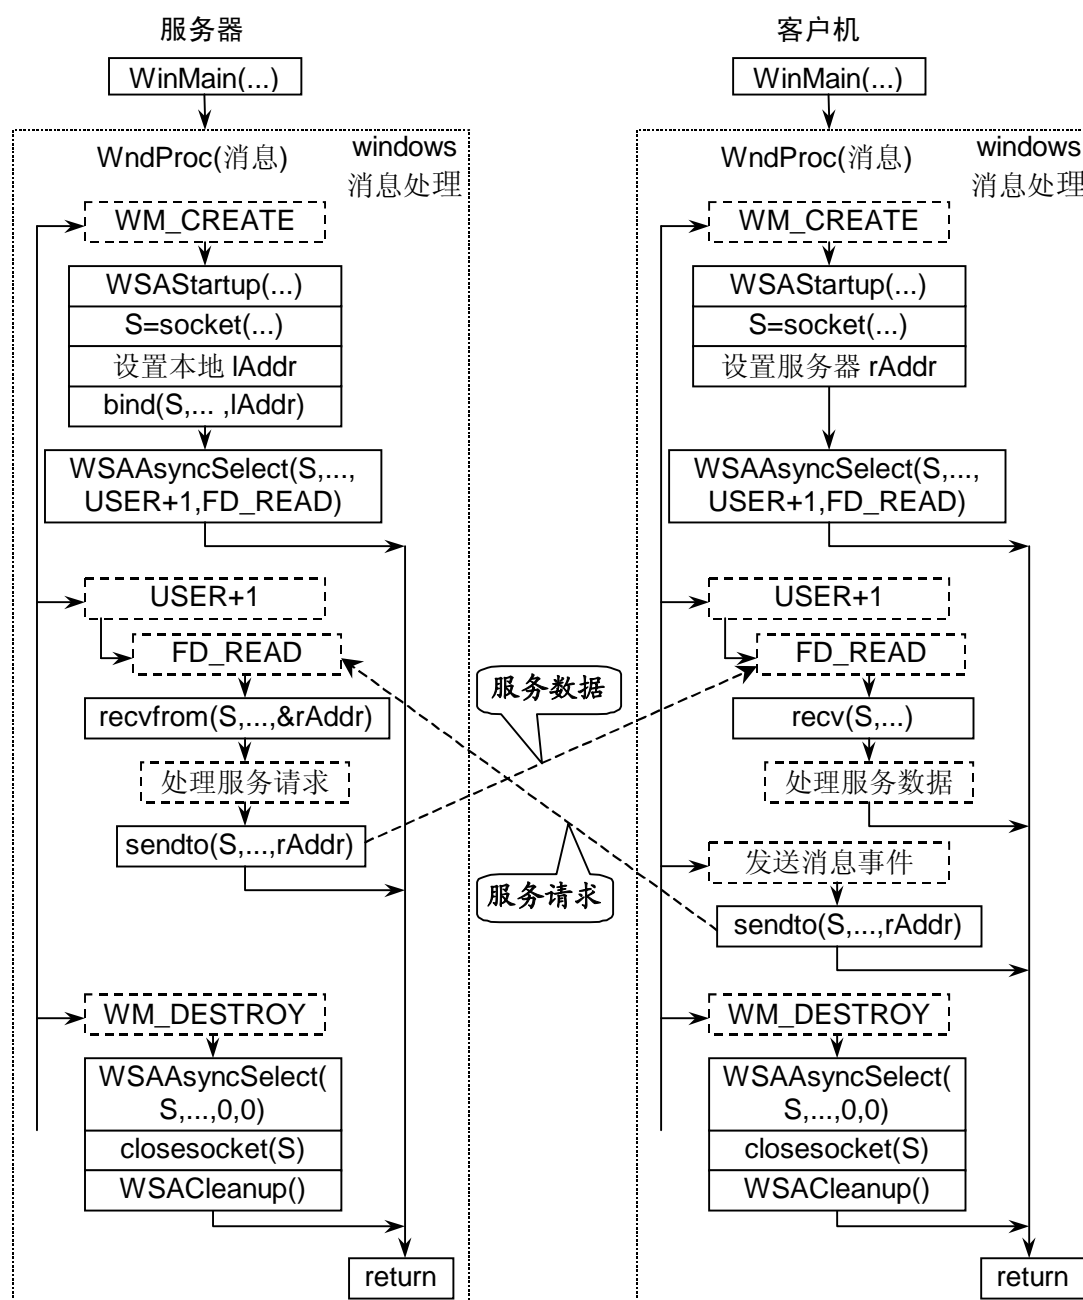 服务器
WinMain(...)
WndProc(消息)
windows
消息处理
WM_CREATE
WSAStartup(...)
S=socket(...)
设置本地 lAddr
bind(S,... ,lAddr)
WSAAsyncSelect(S,...,
USER+1,FD_READ)
USER+1
FD_READ
recvfrom(S,...,&rAddr)
处理服务请求
sendto(S,...,rAddr)
WM_DESTROY
WSAAsyncSelect(
S,...,0,0)
closesocket(S)
WSACleanup()
return
服务数据
服务请求
客户机
WinMain(...)
WndProc(消息)
windows
消息处理
WM_CREATE
WSAStartup(...)
S=socket(...)
设置服务器 rAddr
WSAAsyncSelect(S,...,
USER+1,FD_READ)
USER+1
FD_READ
recv(S,...)
处理服务数据
发送消息事件
sendto(S,...,rAddr)
WM_DESTROY
WSAAsyncSelect(
S,...,0,0)
closesocket(S)
WSACleanup()
return